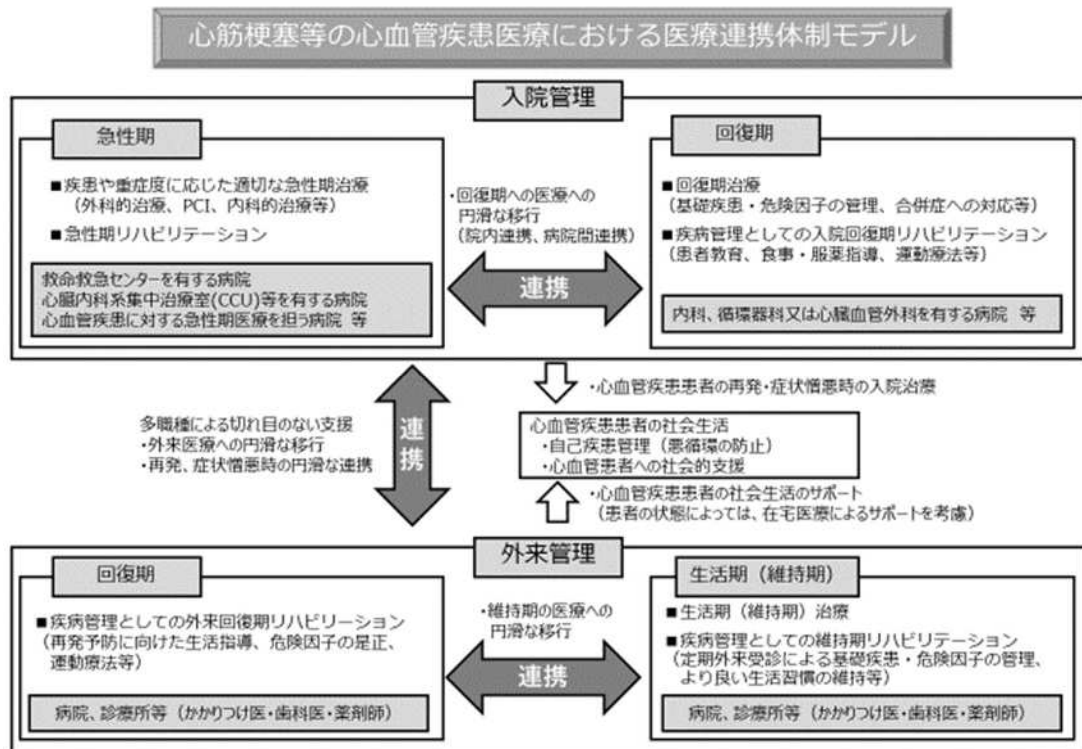 心筋梗塞等の心血管疾患医療における医療連携体制モデル
入院管理
急性期
■疾患や重症度に応じた適切な急性期治療
（外科的治療、PCI、内科的治療等）
■急性期リハビリテーション
救命救急センターを有する病院
心臓内科系集中治療室(CCU)等を有する病院
心血管疾患に対する急性期医療を担う病院 等
・回復期への医療への
円滑な移行
（院内連携、病院間連携）
連携
回復期
■回復期治療
（基礎疾患・危険因子の管理、合併症への対応等）
■疾病管理としての入院回復期リハビリテーション
（患者教育、食事・服薬指導、運動療法等）
内科、循環器科又は心臓血管外科を有する病院 等
多職種による切れ目のない支援
・外来医療への円滑な移行
・再発、症状憎悪時の円滑な連携
連携
・心血管疾患患者の再発・症状憎悪時の入院治療
心血管疾患患者の社会生活
・自己疾患管理（悪循環の防止）
・心血管患者への社会的支援
・心血管疾患患者の社会生活のサポート
（患者の状態によっては、在宅医療によるサポートを考慮）
外来管理
回復期
■疾病管理としての外来回復期リハビリーション
（再発予防に向けた生活指導、危険因子の是正、
運動療法等）
病院、診療所等（かかりつけ医・歯科医・薬剤師）
・維持期の医療への
円滑な移行
連携
生活期（維持期）
■生活期（維持期）治療
■疾病管理としての維持期リハビリテーション
（定期外来受診による基礎疾患・危険因子の管理、
より良い生活習慣の維持等）
病院、診療所等（かかりつけ医・歯科医・薬剤師）